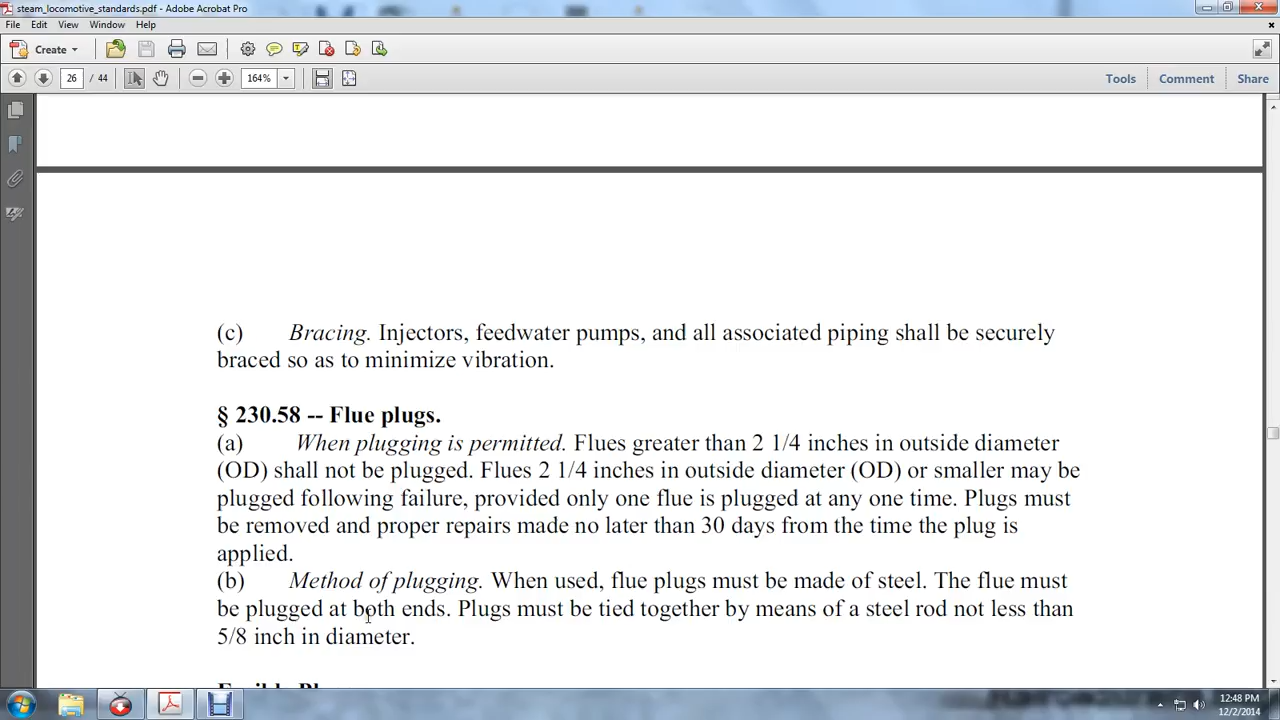 steam_locomotive_standards.pdf - Adobe Acrobat Pro
File Edit View Window Help
Create
26 / 44
164%
Tools Comment Share
(c) Bracing. Injectors, feedwater pumps, and all associated piping shall be securely
braced so as to minimize vibration.
§ 230.58 -- Flue plugs.
(a) When plugging is permitted. Flues greater than 2 1/4 inches in outside diameter
(OD) shall not be plugged. Flues 2 1/4 inches in outside diameter (OD) or smaller may be
plugged following failure, provided only one flue is plugged at any one time. Plugs must
be removed and proper repairs made no later than 30 days from the time the plug is
applied.
(b) Method of plugging. When used, flue plugs must be made of steel. The flue must
be plugged at both ends. Plugs must be tied together by means of a steel rod not less than
5/8 inch in diameter.
12:48 PM
12/2/2014